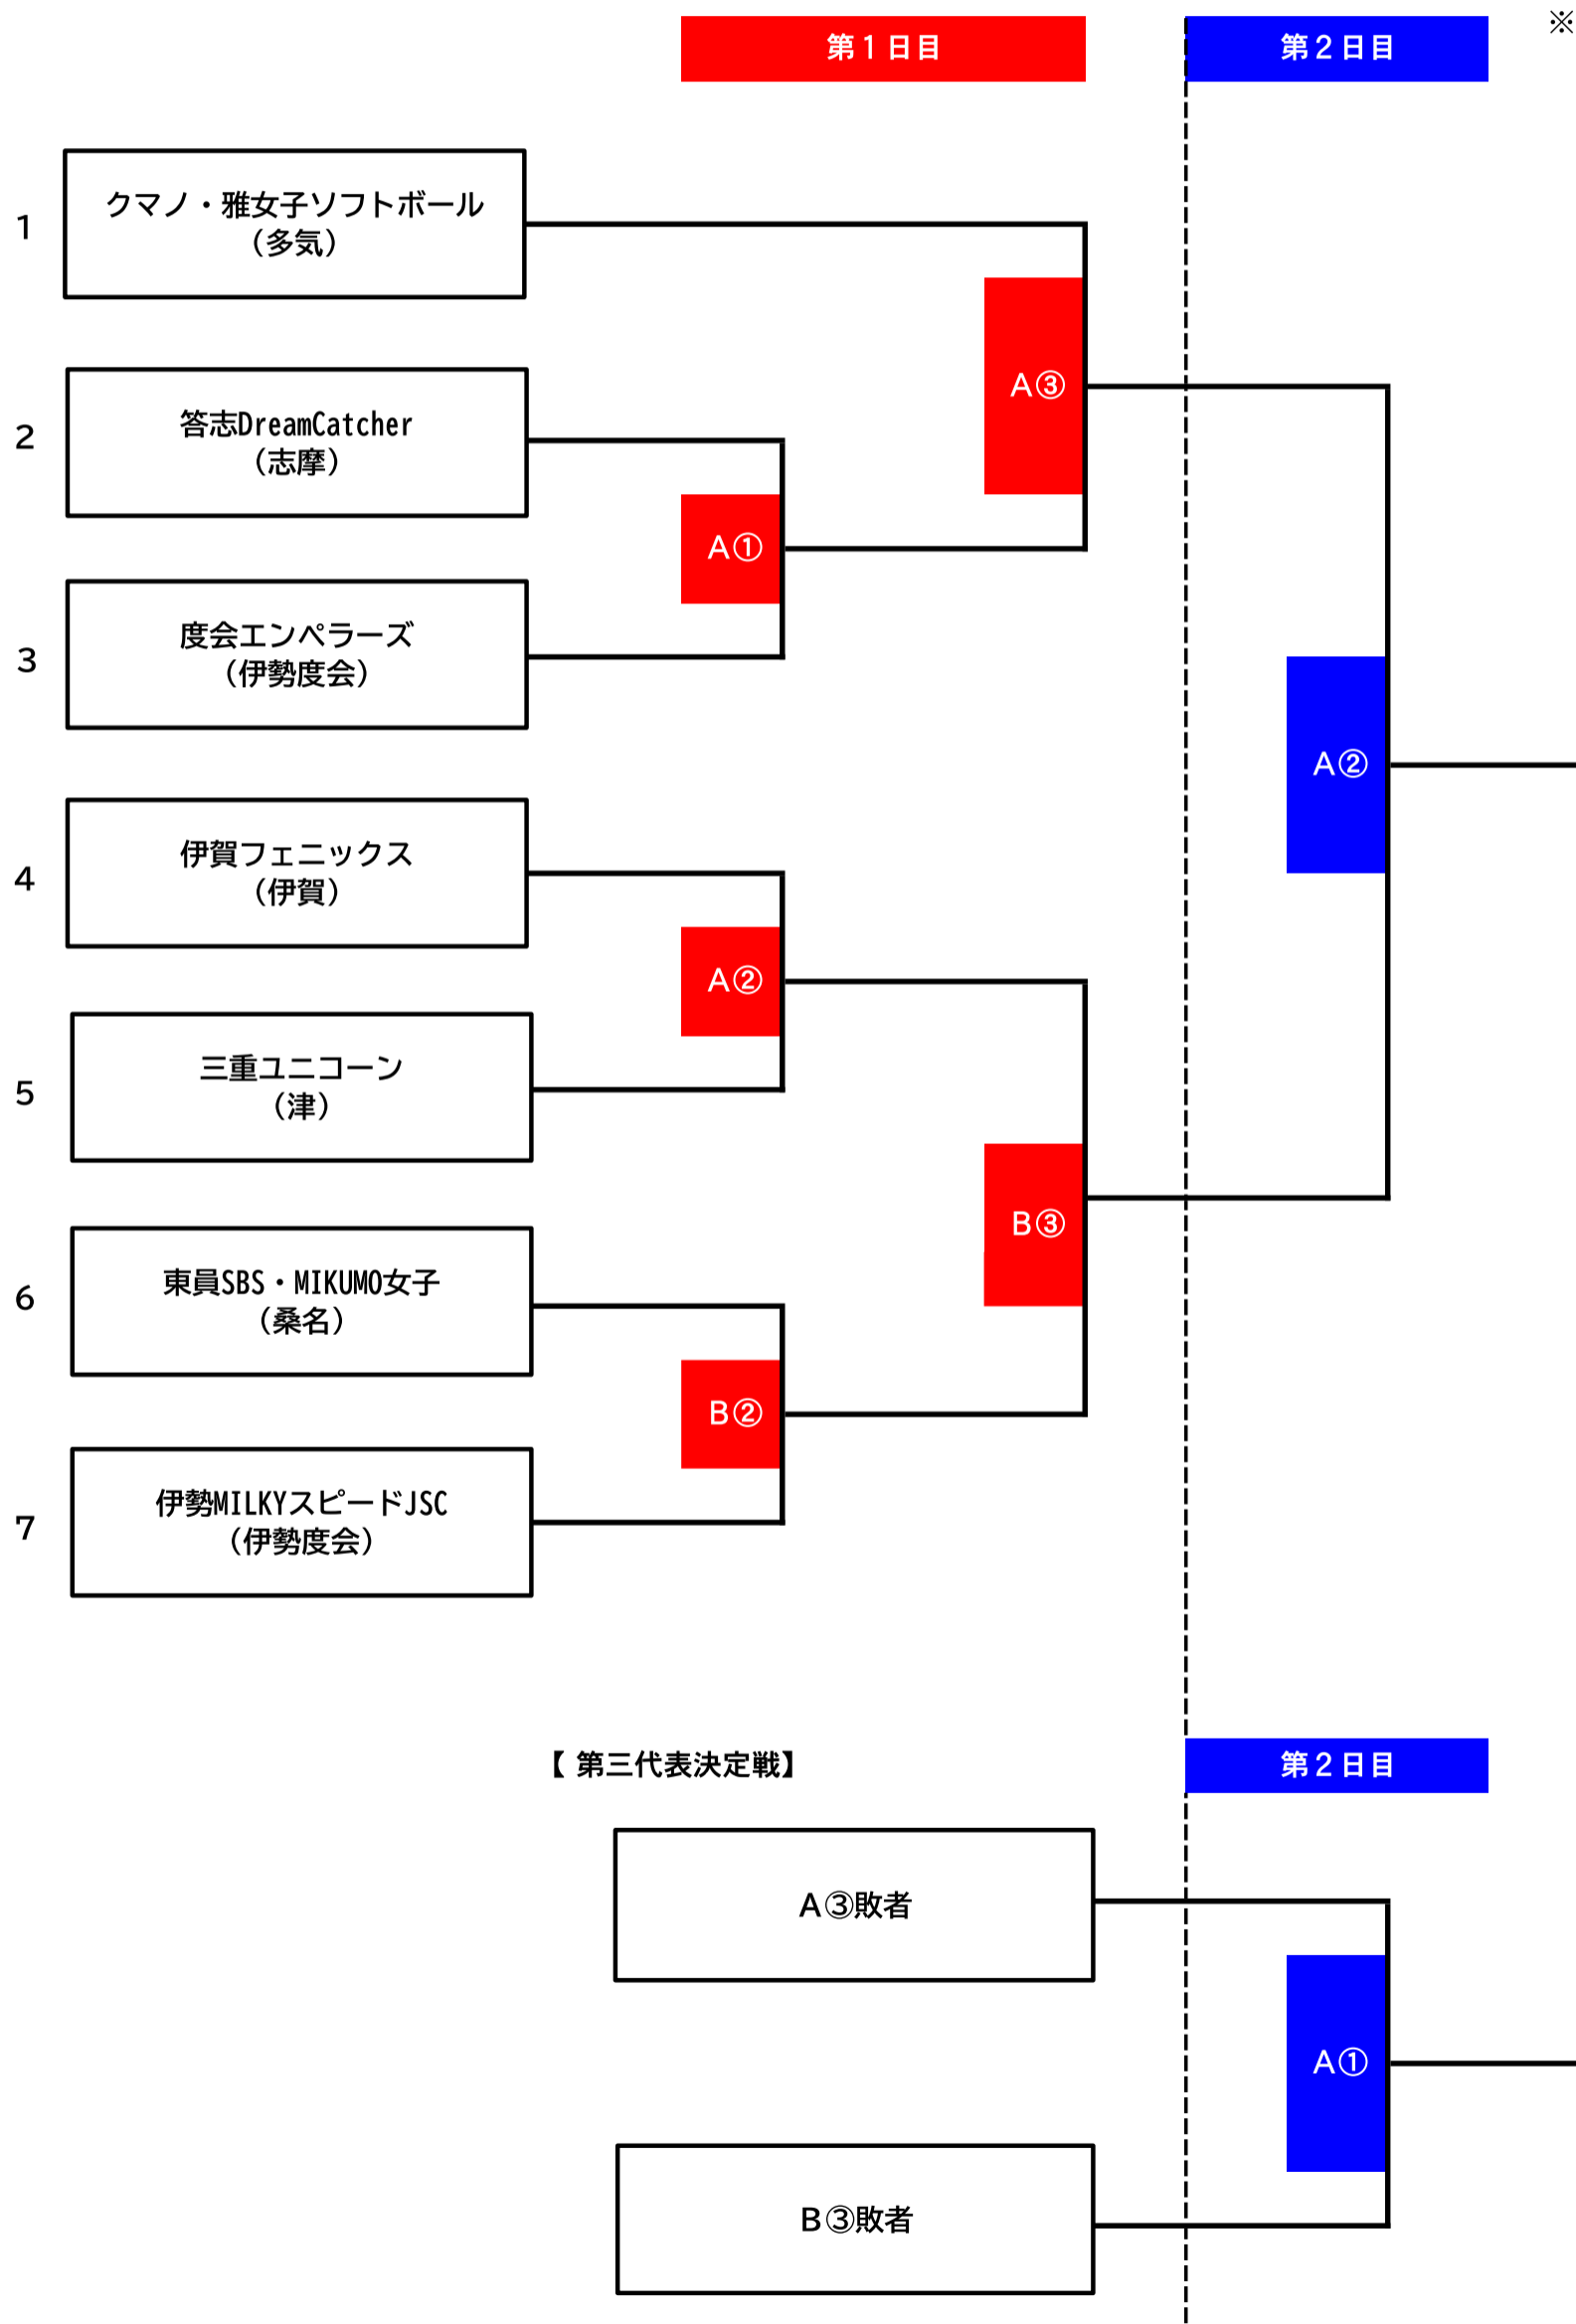 第１日目
第２日目
※
1
クマノ・雅女子ソフトボール
（多気）
A③
2
答志DreamCatcher
（志摩）
A①
3
度会エンペラーズ
（伊勢度会）
A②
4
伊賀フェニックス
（伊賀）
A②
5
三重ユニコーン
（津）
B③
6
東員SBS・MIKUMO女子
（桑名）
B②
7
伊勢MILKYスピードJSC
（伊勢度会）
【 第三代表決定戦】
第２日目
A③敗者
A①
B③敗者